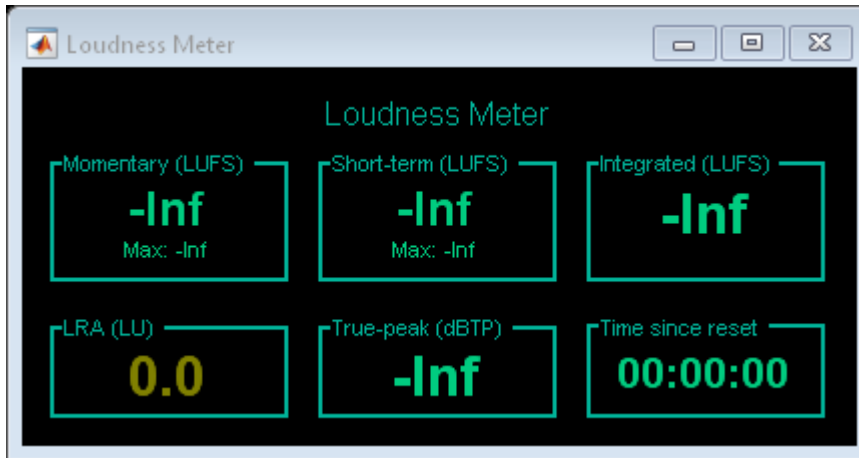 Loudness Meter
Loudness Meter
Momentary (LUFS)
-Inf
Max: -Inf
Short-term (LUFS)
-Inf
Max: -Inf
Integrated (LUFS)
-Inf
LRA (LU)
0.0
True-peak (dBTP)
-Inf
Time since reset
00:00:00